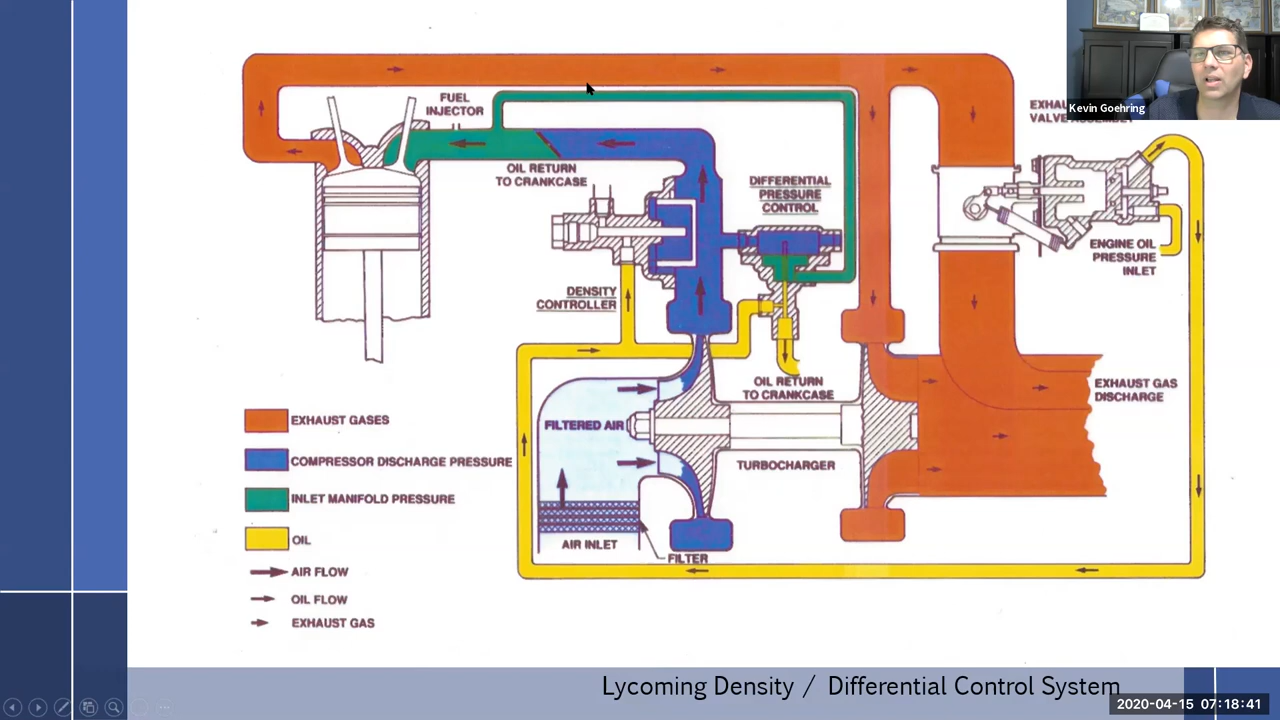 FUEL
INJECTOR
OIL RETURN
TO CRANKCASE
DIFFERENTIAL
PRESSURE
CONTROL
Kevin Goehring
ENGINE OIL
PRESSURE
INLET
DENSITY
CONTROLLER
OIL RETURN
TO CRANKCASE
EXHAUST GAS
DISCHARGE
FILTERED AIR
TURBOCHARGER
AIR INLET
FILTER
EXHAUST GASES
COMPRESSOR DISCHARGE PRESSURE
INLET MANIFOLD PRESSURE
OIL
AIR FLOW
OIL FLOW
EXHAUST GAS
Lycoming Density / Differential Control System
2020-04-15 07:18:41